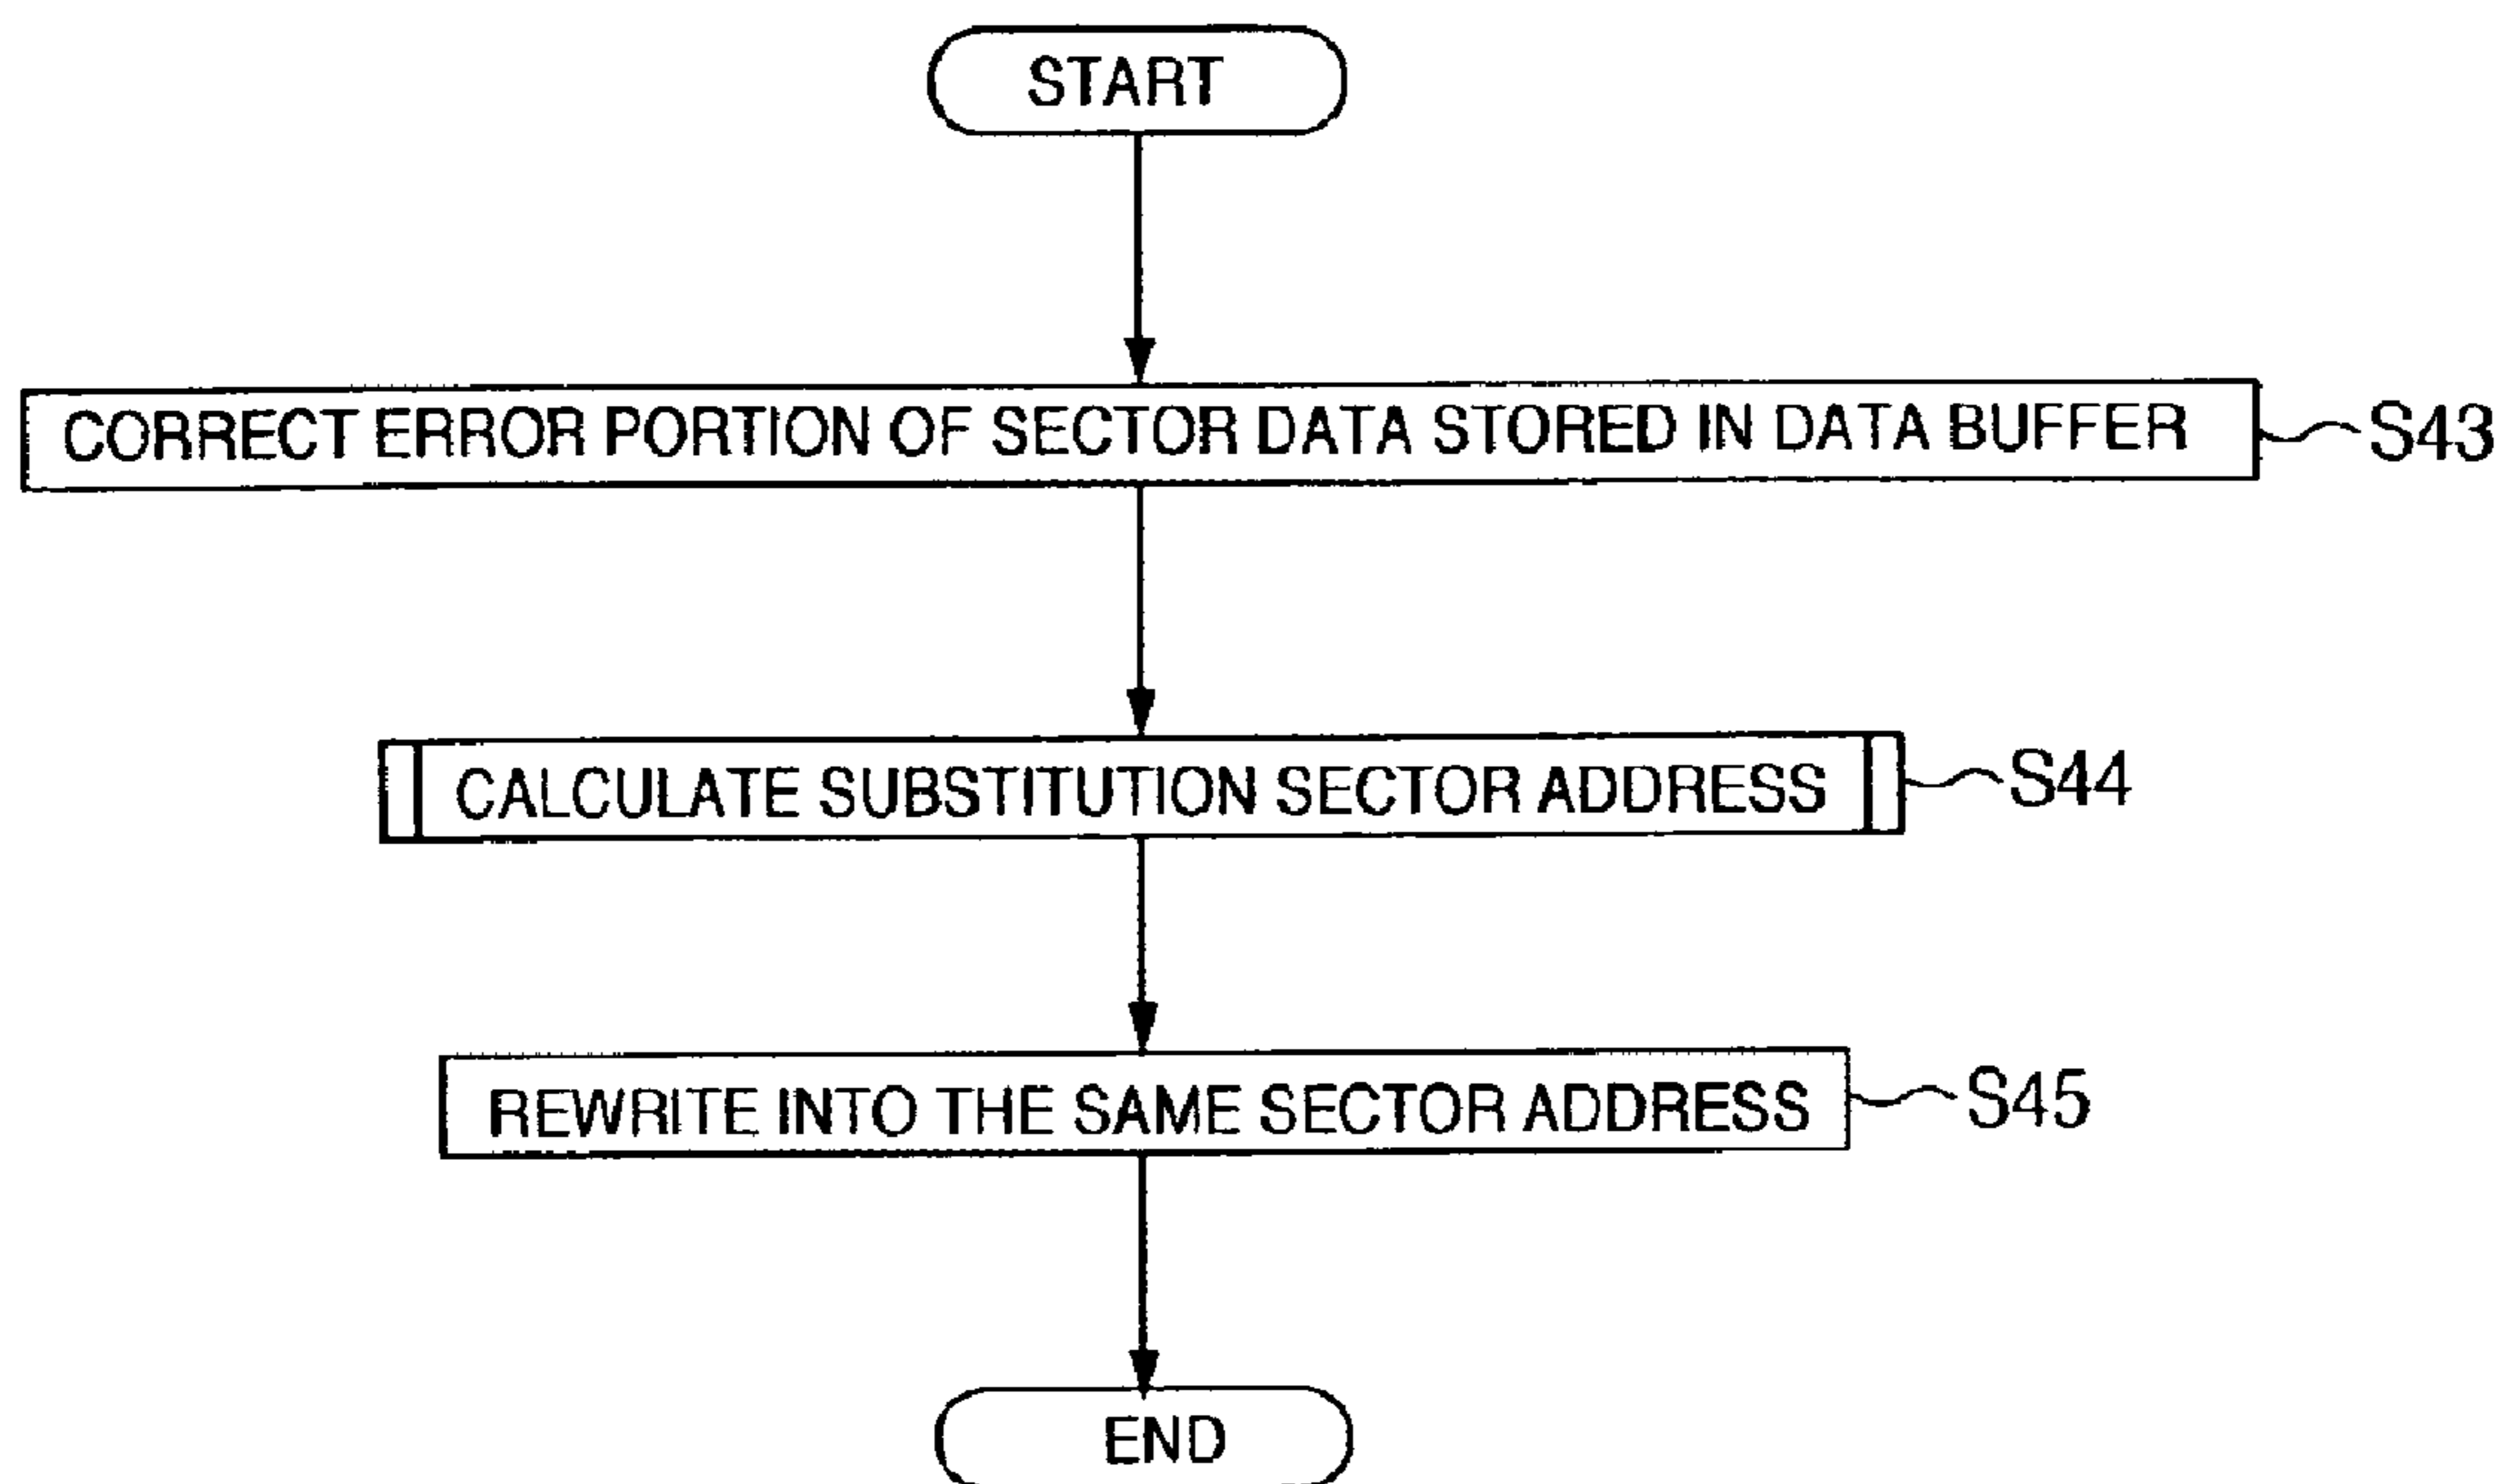 START
CORRECT ERROR PORTION OF SECTOR DATA STORED IN DATA BUFFER S43
CALCULATE SUBSTITUTION SECTOR ADDRESS S44
REWRITE INTO THE SAME SECTOR ADDRESS S45
END